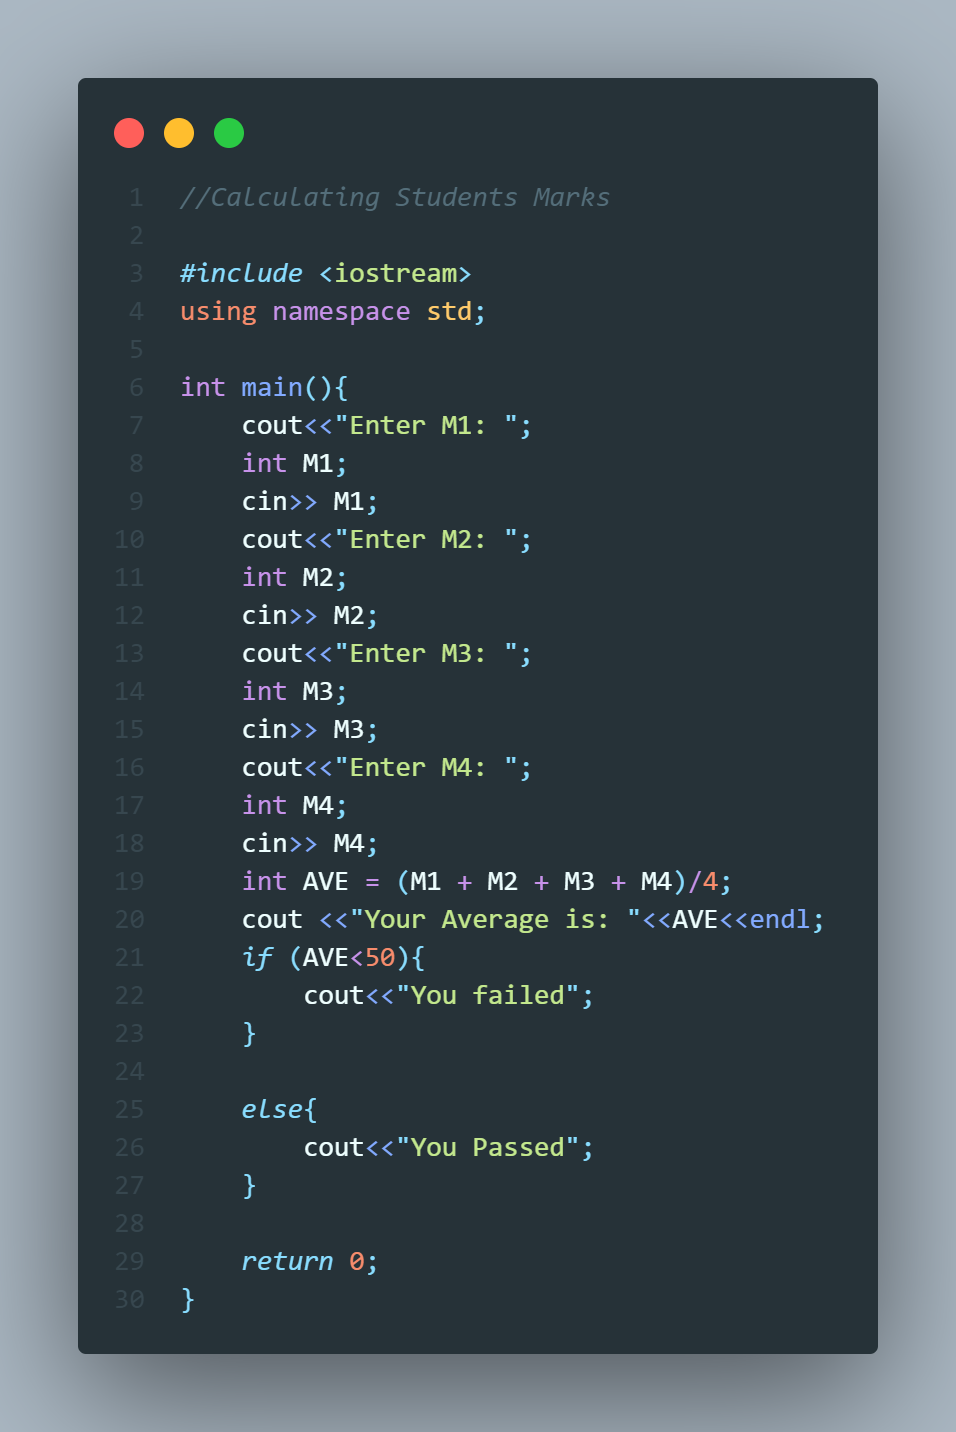 1 //Calculating Students Marks
2
3 #include <iostream>
4 using namespace std;
5
6 int main(){
7     cout<<"Enter M1: ";
8     int M1;
9     cin>> M1;
10     cout<<"Enter M2: ";
11     int M2;
12     cin>> M2;
13     cout<<"Enter M3: ";
14     int M3;
15     cin>> M3;
16     cout<<"Enter M4: ";
17     int M4;
18     cin>> M4;
19     int AVE = (M1 + M2 + M3 + M4)/4;
20     cout <<"Your Average is: "<<AVE<<endl;
21     if (AVE<50){
22         cout<<"You failed";
23     }
24
25     else{
26         cout<<"You Passed";
27     }
28
29     return 0;
30 }